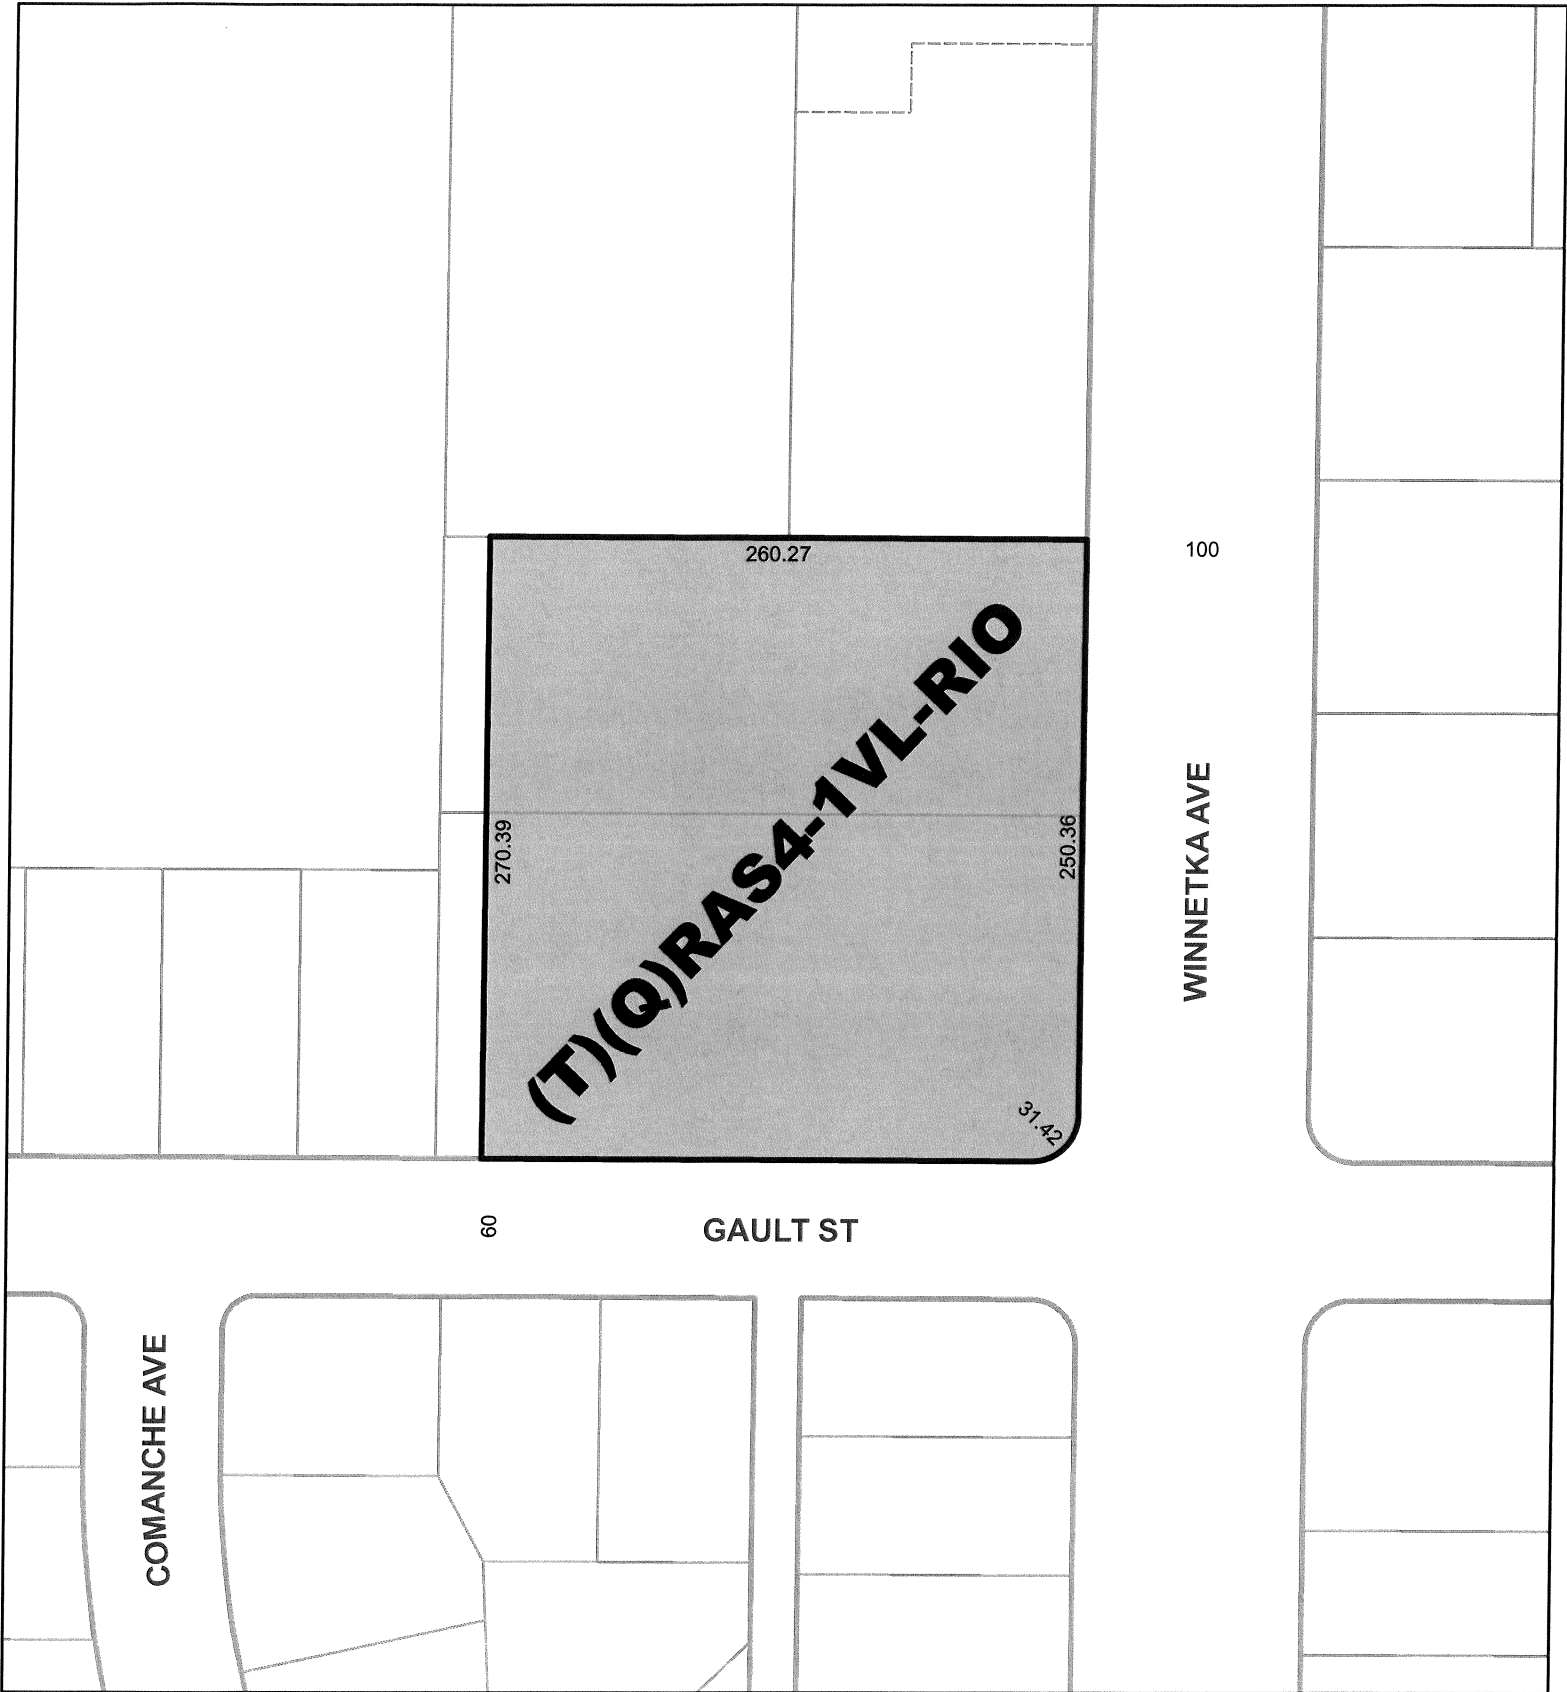 260.27
100
(T)(Q)RAS4-1VL-RIO
270.39
250.36
WINNETKA AVE
31.42
60
GAULT ST
COMANCHE AVE